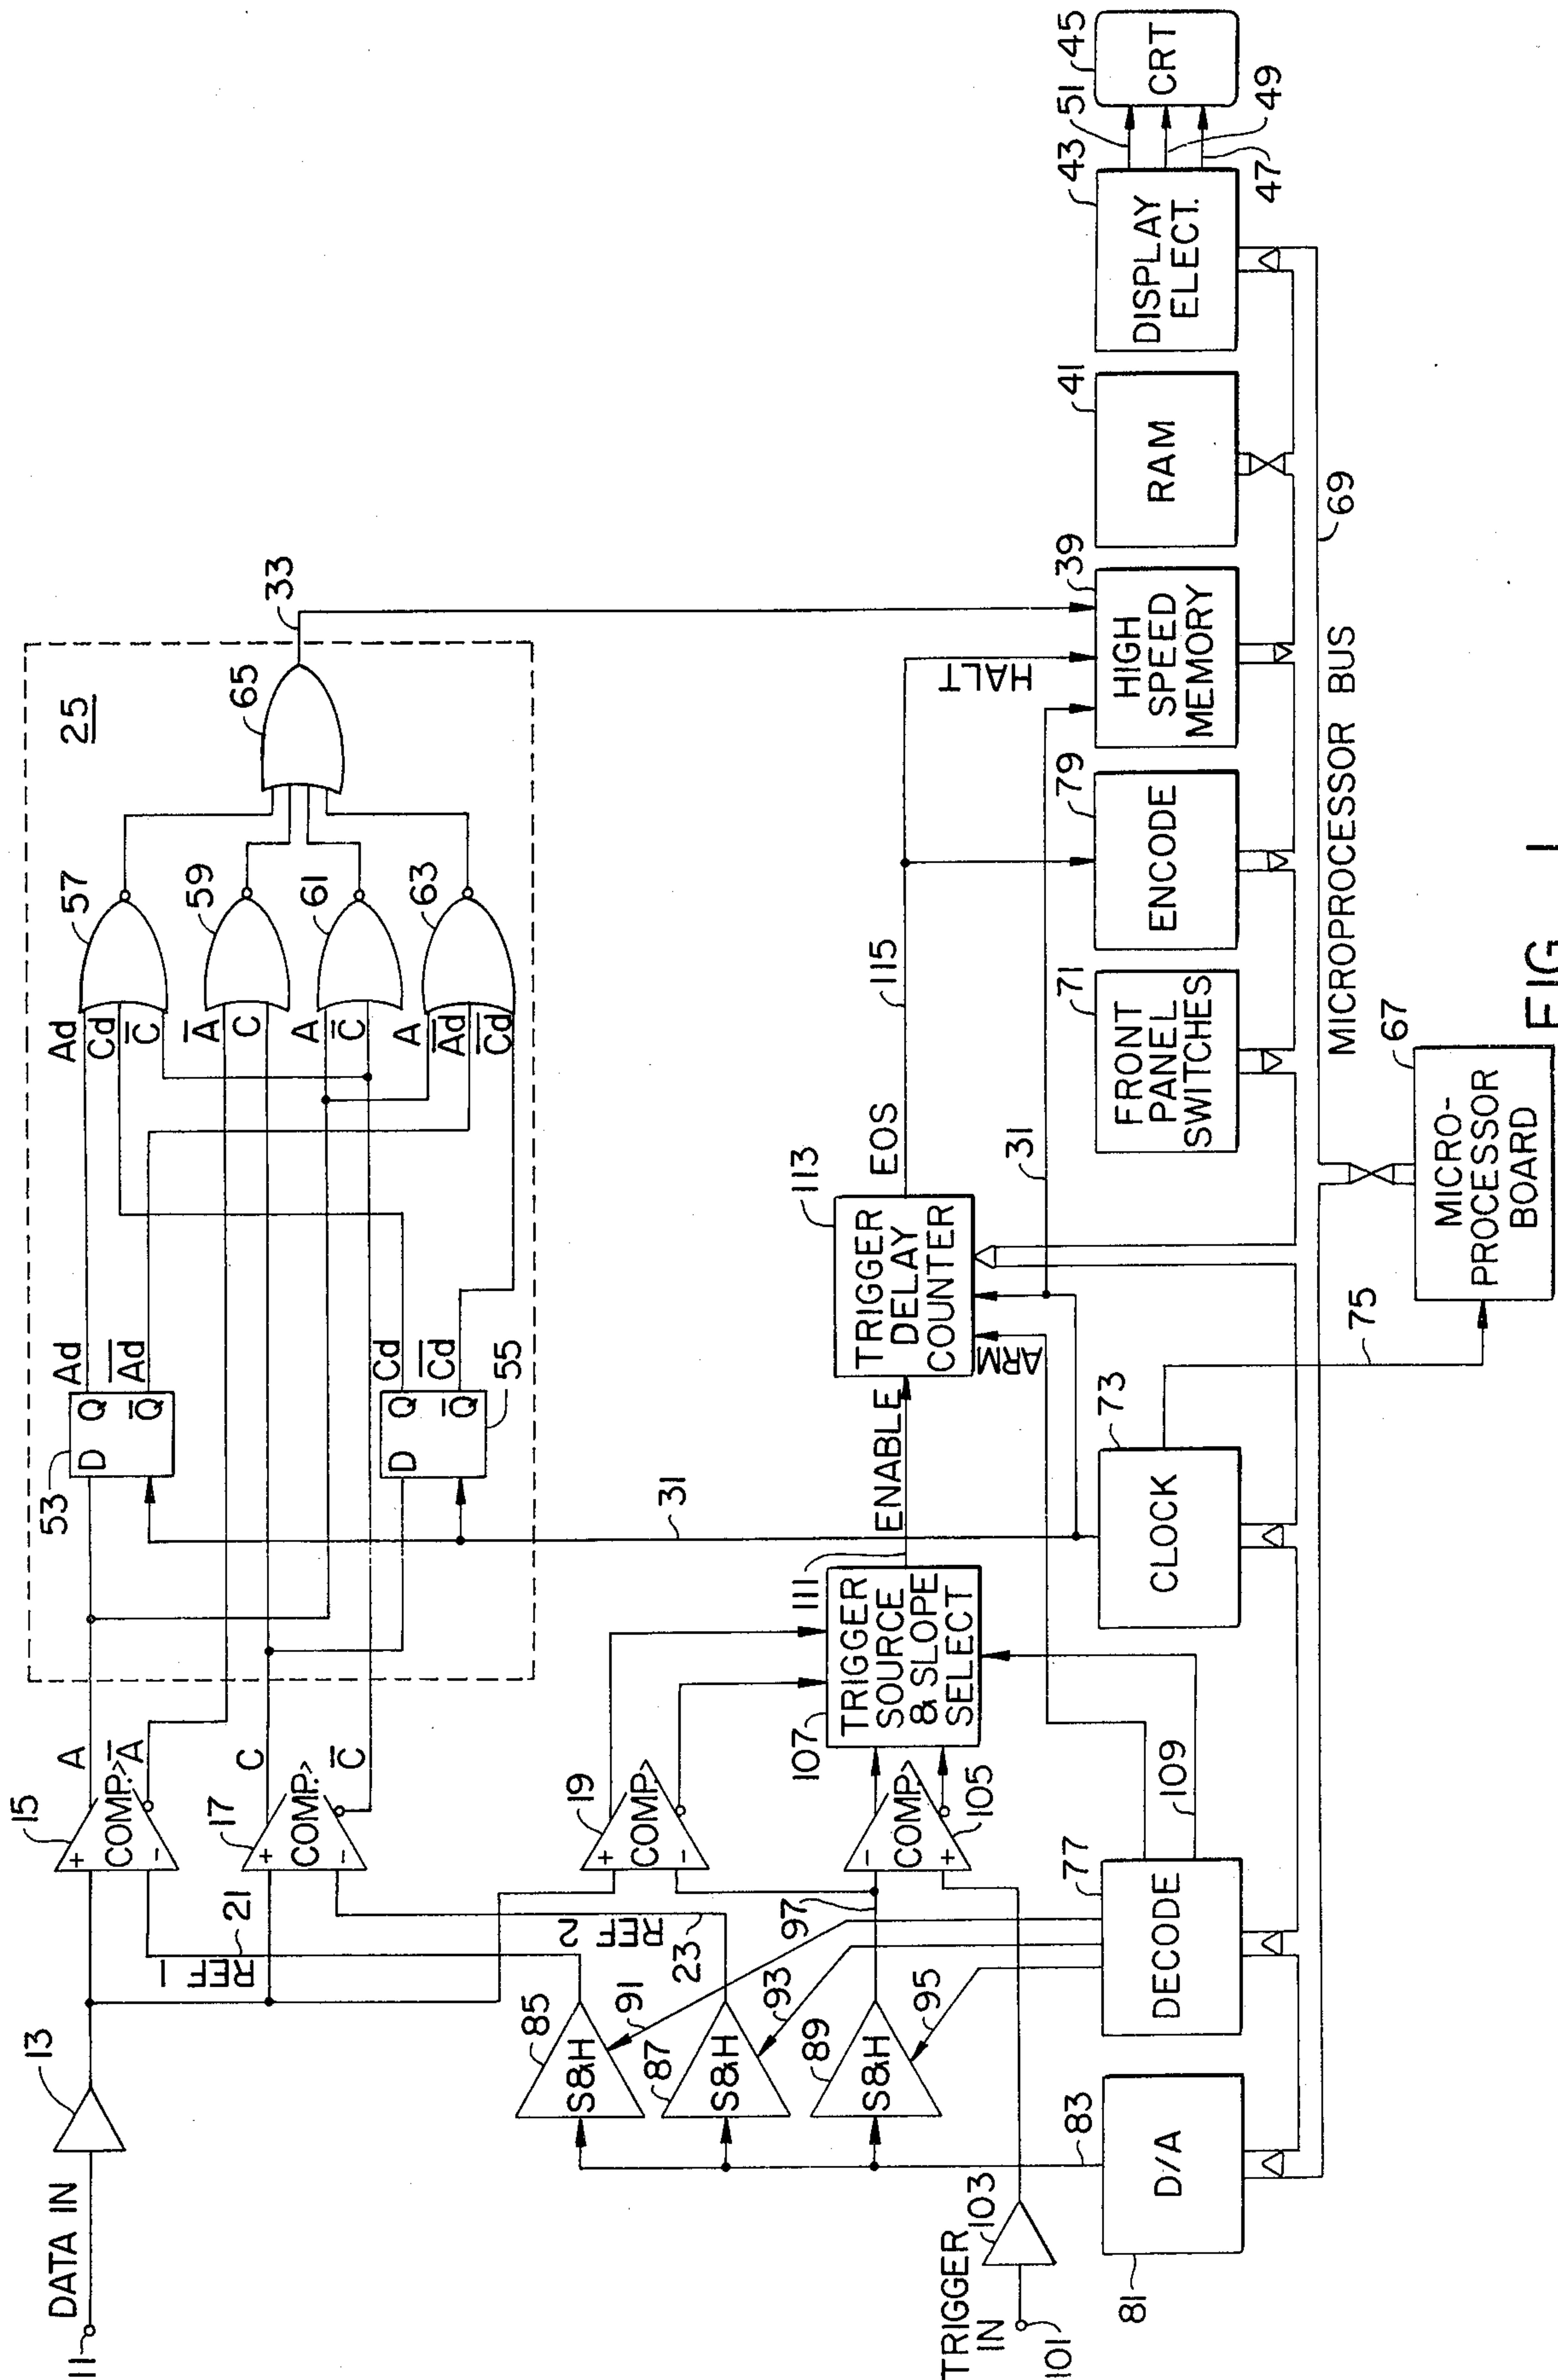 11
DATA IN
13
15
+
COMP.>
-
A
A̅
17
+
COMP.>
-
C
C̅
REF 1
21
REF 2
23
53
D
Q
Q̅
Ad
A̅d̅
D
Q
Q̅
Cd
C̅d̅
55
Ad
Cd
C̅
57
A̅
C
59
A
C̅
61
A
A̅d̅
C̅d̅
63
65
25
33
85
S&H
91
87
S&H
93
89
S&H
95
97
19
+
COMP.
-
-
COMP.>
+
105
107
TRIGGER
SOURCE
& SLOPE
SELECT
111
ENABLE
31
113
TRIGGER
DELAY
COUNTER
ARM
EOS
115
31
HALT
TRIGGER
IN
101
103
83
81
D/A
77
DECODE
109
73
CLOCK
75
71
FRONT
PANEL
SWITCHES
79
ENCODE
39
HIGH
SPEED
MEMORY
41
RAM
43
DISPLAY
ELECT.
51
49
47
45
CRT
69
MICROPROCESSOR BUS
67
MICRO-
PROCESSOR
BOARD
FIG 1